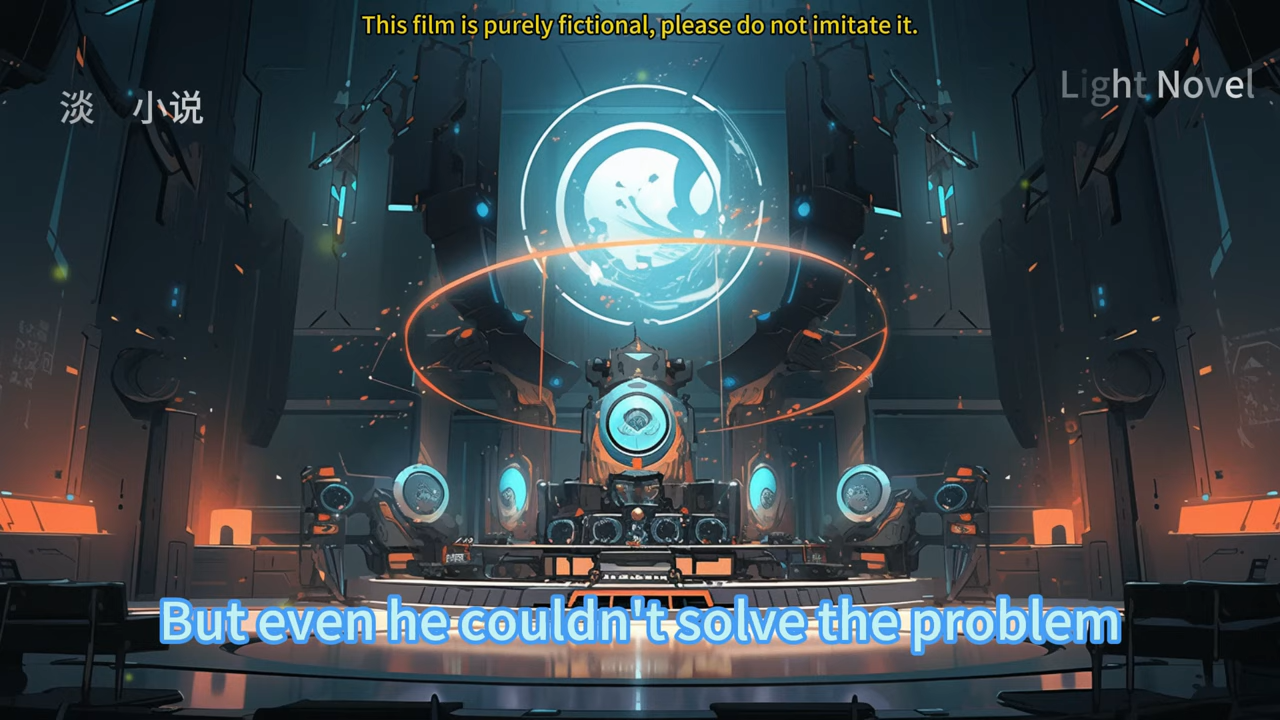 This film is purely fictional, please do not imitate it.
Light Novel
淡 小说
But even he couldn't solve the problem